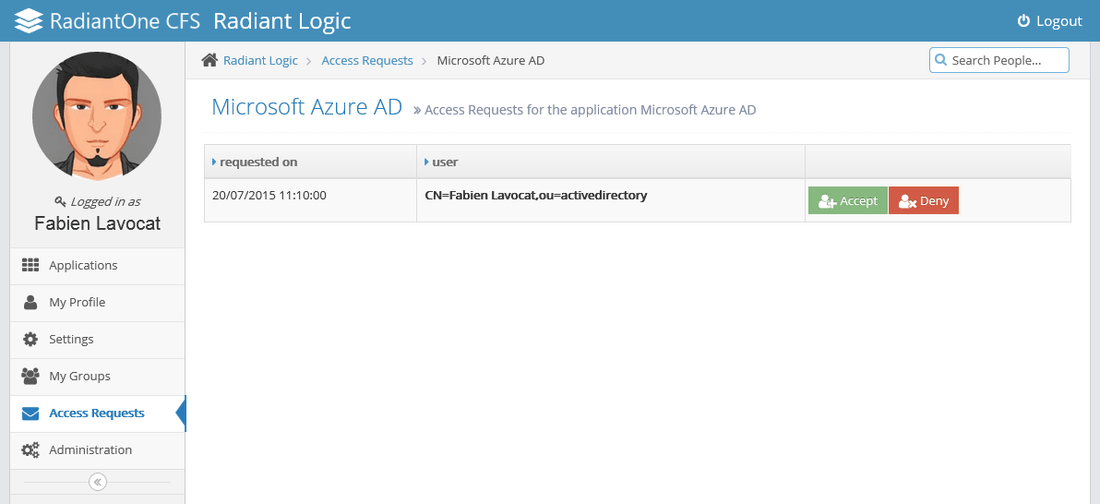 RadiantOne CFS Radiant Logic
Logout
Logged in as
Fabien Lavocat
Applications
My Profile
Settings
My Groups
Access Requests
Administration
Radiant Logic > Access Requests > Microsoft Azure AD
Search People...
Microsoft Azure AD » Access Requests for the application Microsoft Azure AD
requested on user
20/07/2015 11:10:00 CN=Fabien Lavocat,ou=activedirectory Accept Deny